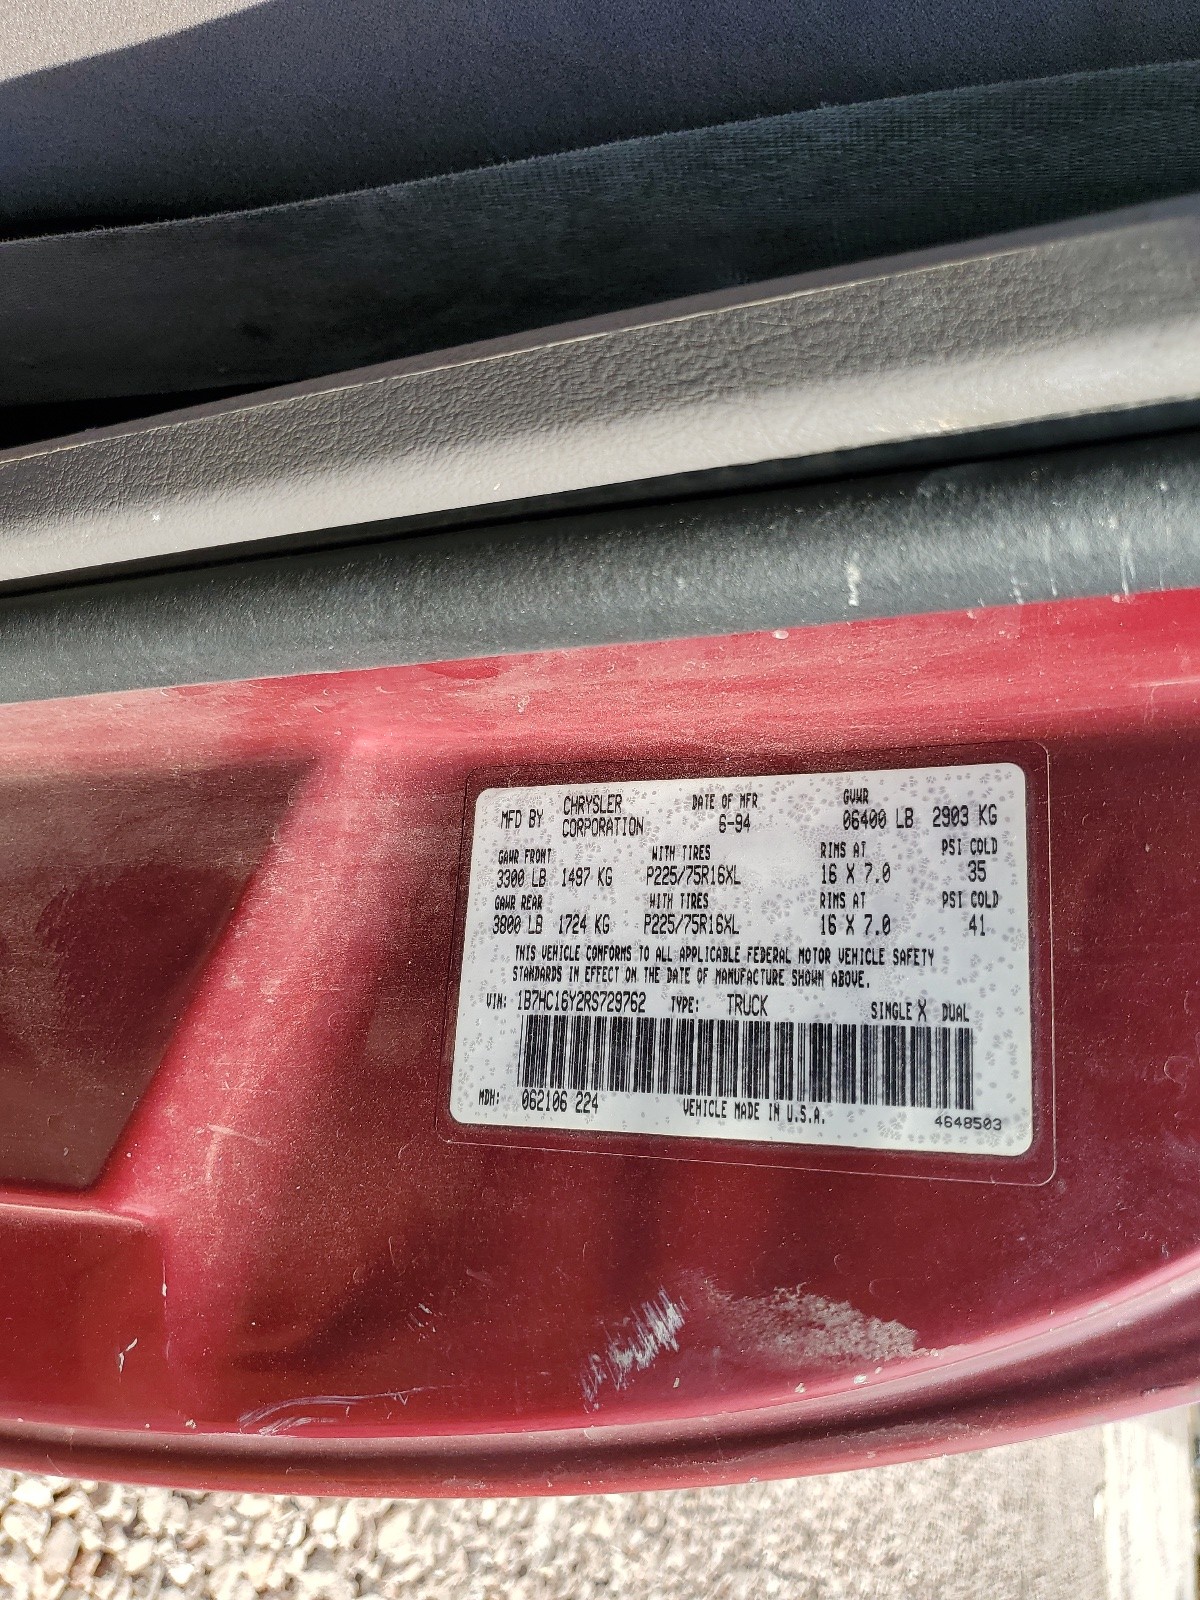 MFD BY CHRYSLER CORPORATION DATE OF MFR 6-94 GVWR 06400 LB 2903 KG
GAWR FRONT WITH TIRES RIMS AT PSI COLD
3300 LB 1497 KG P225/75R16XL 16 X 7.0 35
GAWR REAR WITH TIRES RIMS AT PSI COLD
3800 LB 1724 KG P225/75R16XL 16 X 7.0 41
THIS VEHICLE CONFORMS TO ALL APPLICABLE FEDERAL MOTOR VEHICLE SAFETY
STANDARDS IN EFFECT ON THE DATE OF MANUFACTURE SHOWN ABOVE.
VIN: 1B7HC16Y2RS729762 TYPE: TRUCK SINGLE X DUAL
MDH: 062106 224 VEHICLE MADE IN U.S.A. 4648503